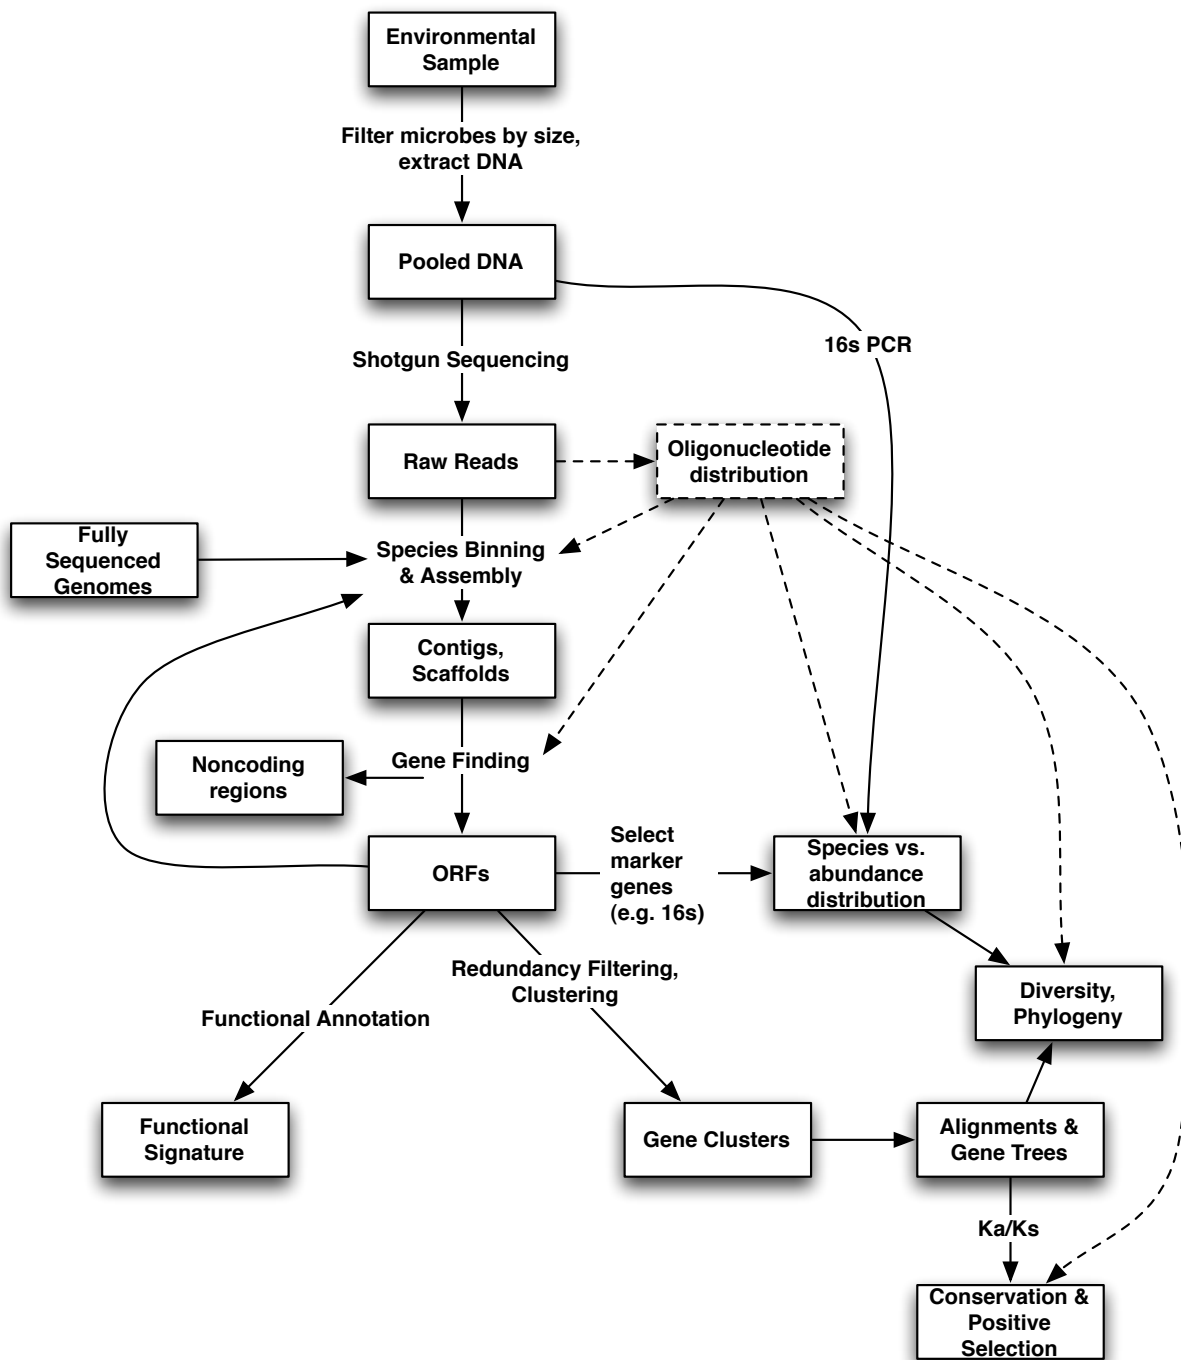 Environmental
Sample
Filter microbes by size,
extract DNA
Pooled DNA
Shotgun Sequencing
16s PCR
Raw Reads
Oligonucleotide
distribution
Fully
Sequenced
Genomes
Species Binning
& Assembly
Contigs,
Scaffolds
Noncoding
regions
Gene Finding
ORFs
Select
marker
genes
(e.g. 16s)
Species vs.
abundance
distribution
Redundancy Filtering,
Clustering
Diversity,
Phylogeny
Functional Annotation
Functional
Signature
Gene Clusters
Alignments &
Gene Trees
Ka/Ks
Conservation &
Positive
Selection